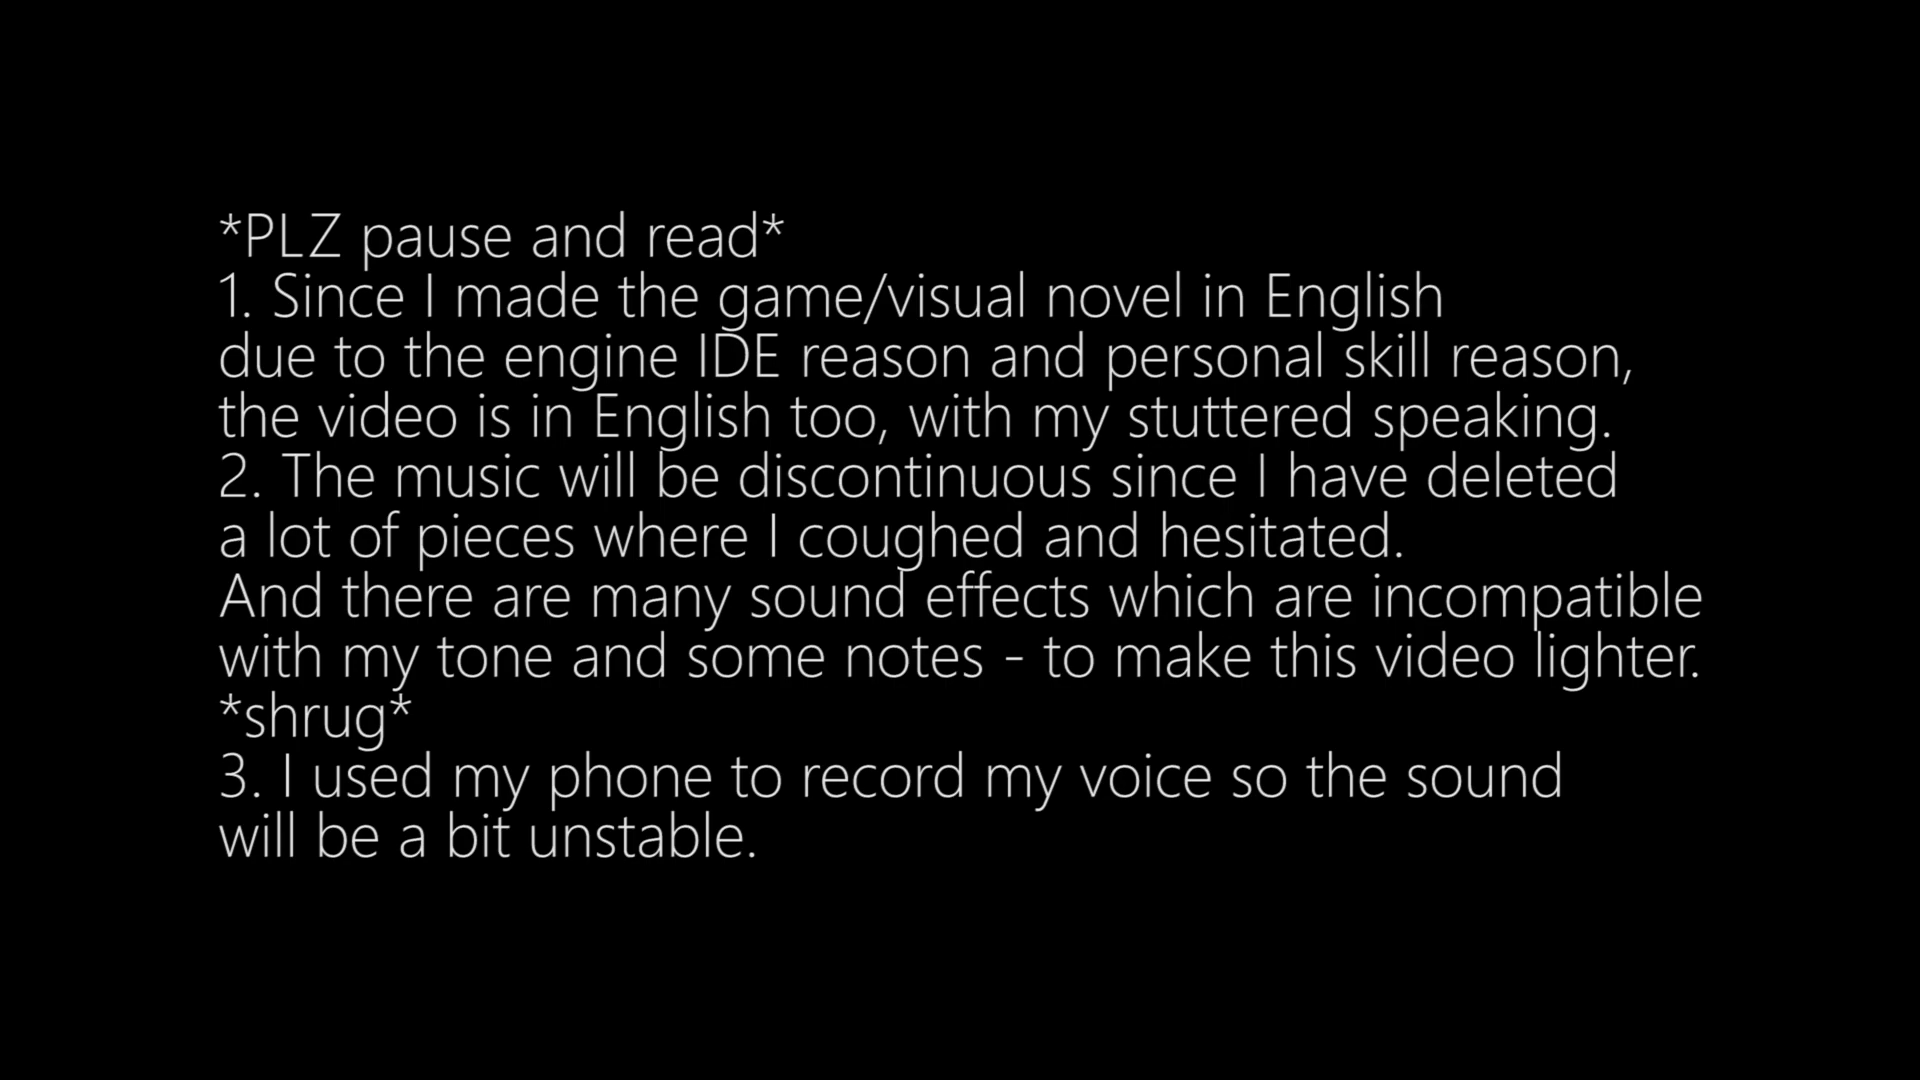 *PLZ pause and read*
1. Since I made the game/visual novel in English
due to the engine IDE reason and personal skill reason,
the video is in English too, with my stuttered speaking.
2. The music will be discontinuous since I have deleted
a lot of pieces where I coughed and hesitated.
And there are many sound effects which are incompatible
with my tone and some notes - to make this video lighter.
*shrug*
3. I used my phone to record my voice so the sound
will be a bit unstable.